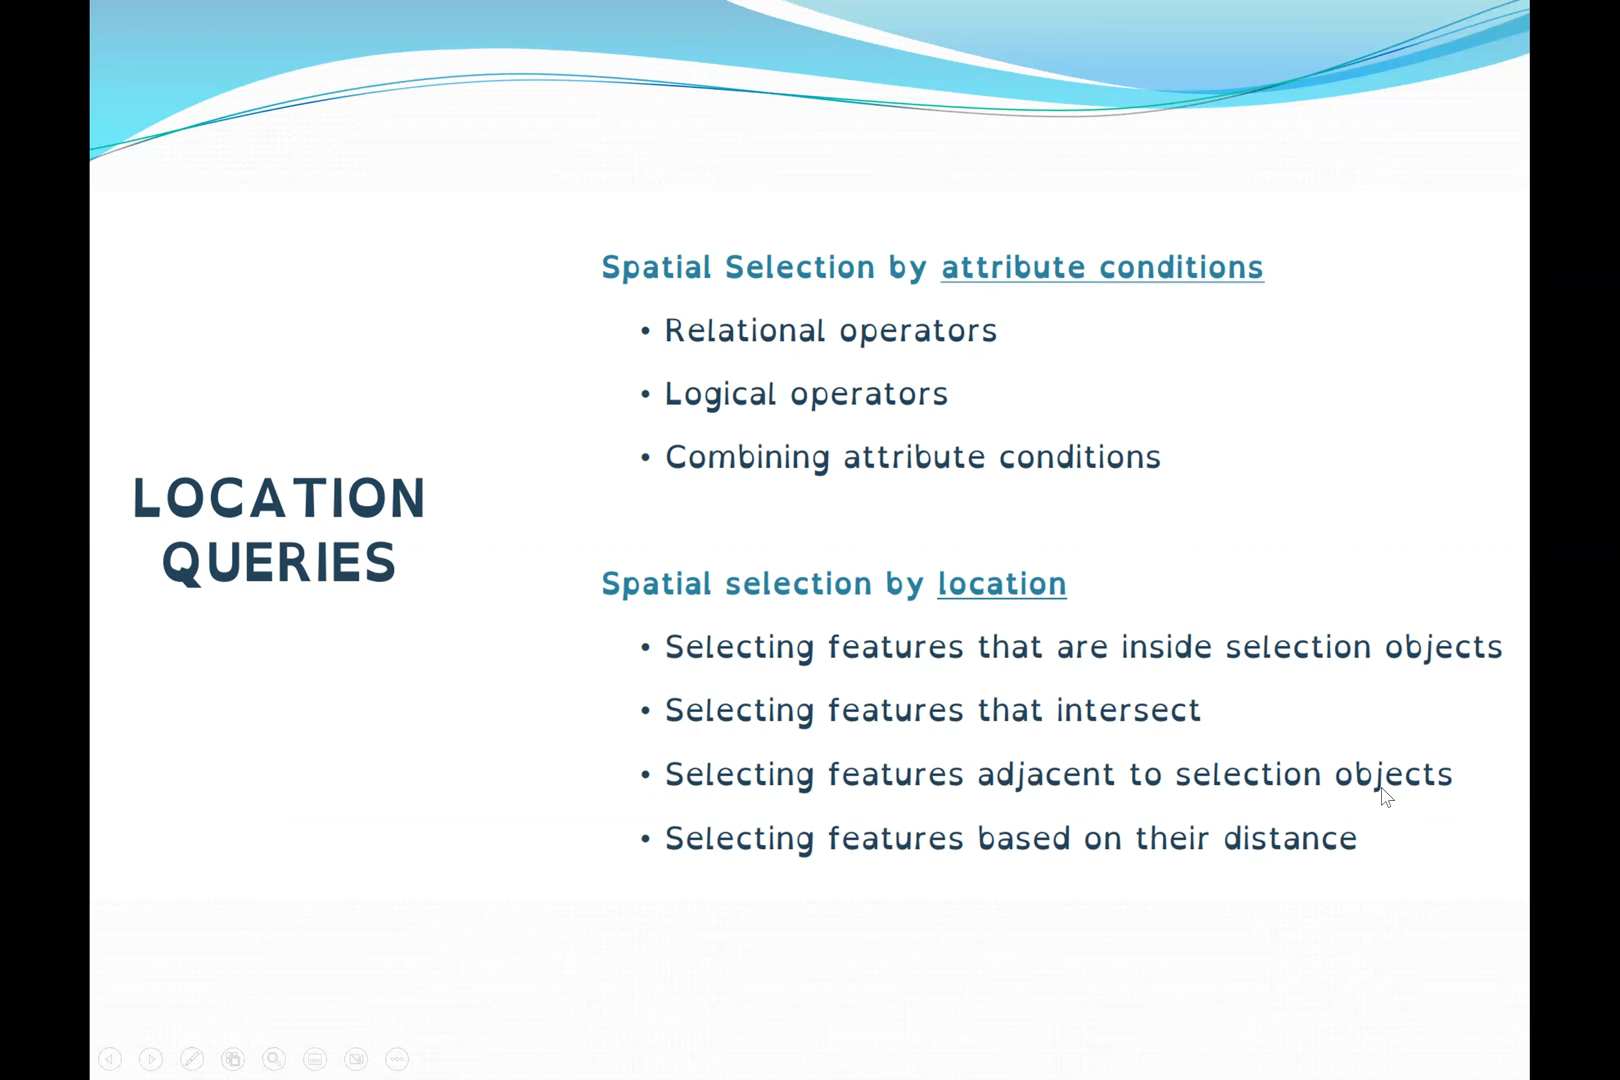 Spatial Selection by attribute conditions
• Relational operators
• Logical operators
• Combining attribute conditions
LOCATION
QUERIES
Spatial selection by location
• Selecting features that are inside selection objects
• Selecting features that intersect
• Selecting features adjacent to selection objects
• Selecting features based on their distance